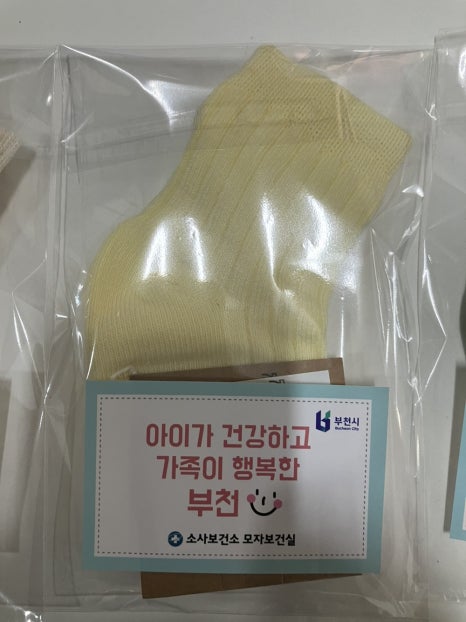 부천시
Bucheon City
아이가 건강하고
가족이 행복한
부천
소사보건소 모자보건실